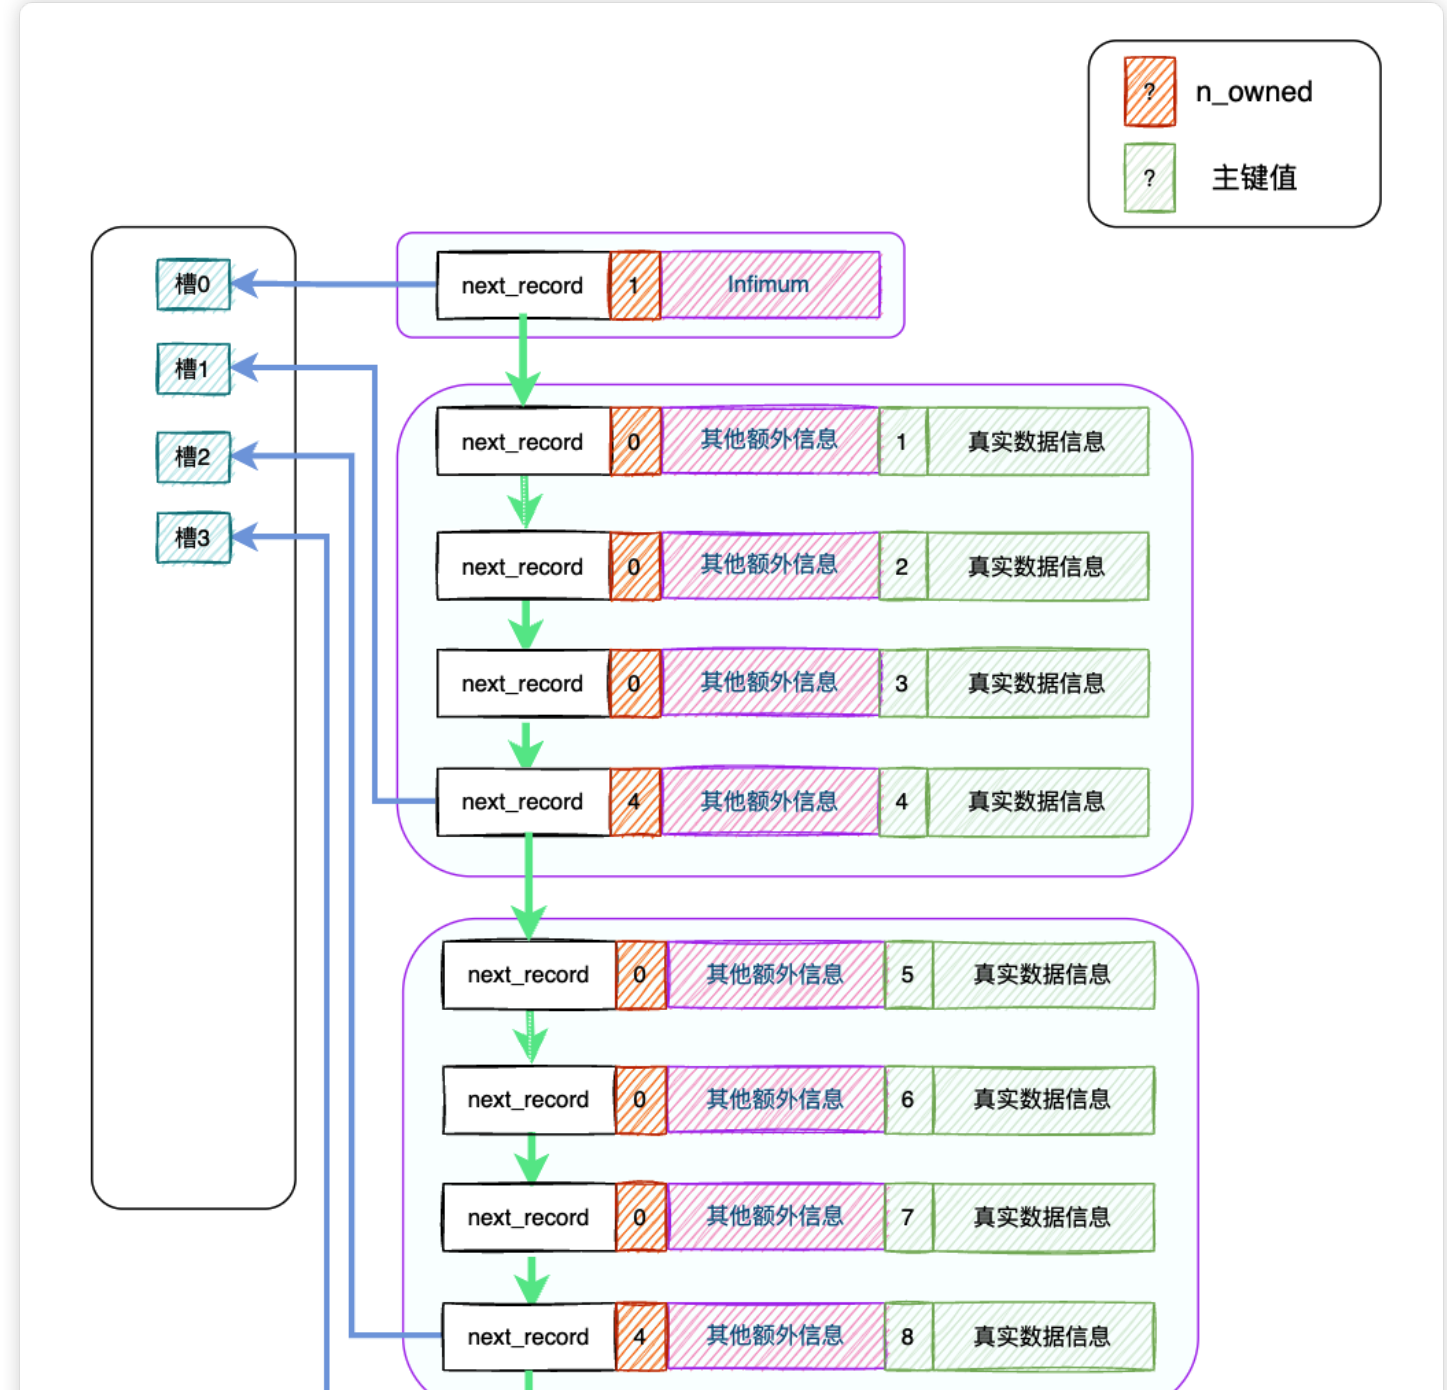 ? n_owned
? 主键值
槽0
next_record 1 Infimum
槽1
next_record 0 其他额外信息 1 真实数据信息
槽2
槽3
next_record 0 其他额外信息 2 真实数据信息
next_record 0 其他额外信息 3 真实数据信息
next_record 4 其他额外信息 4 真实数据信息
next_record 0 其他额外信息 5 真实数据信息
next_record 0 其他额外信息 6 真实数据信息
next_record 0 其他额外信息 7 真实数据信息
next_record 4 其他额外信息 8 真实数据信息